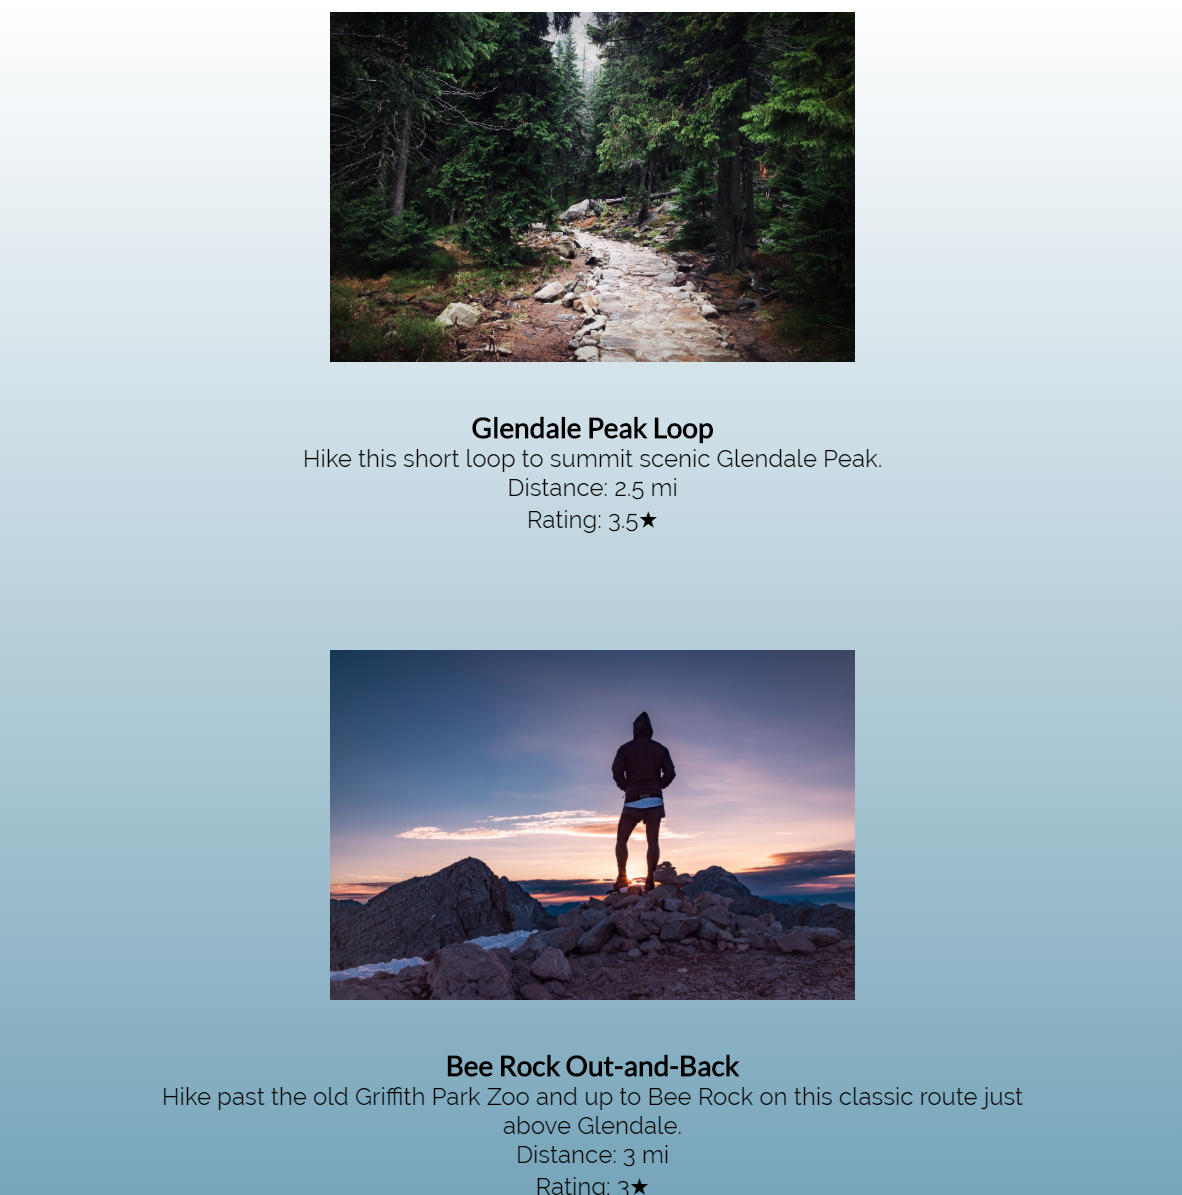 Glendale Peak Loop
Hike this short loop to summit scenic Glendale Peak.
Distance: 2.5 mi
Rating: 3.5★
Bee Rock Out-and-Back
Hike past the old Griffith Park Zoo and up to Bee Rock on this classic route just
above Glendale.
Distance: 3 mi
Rating: 3★